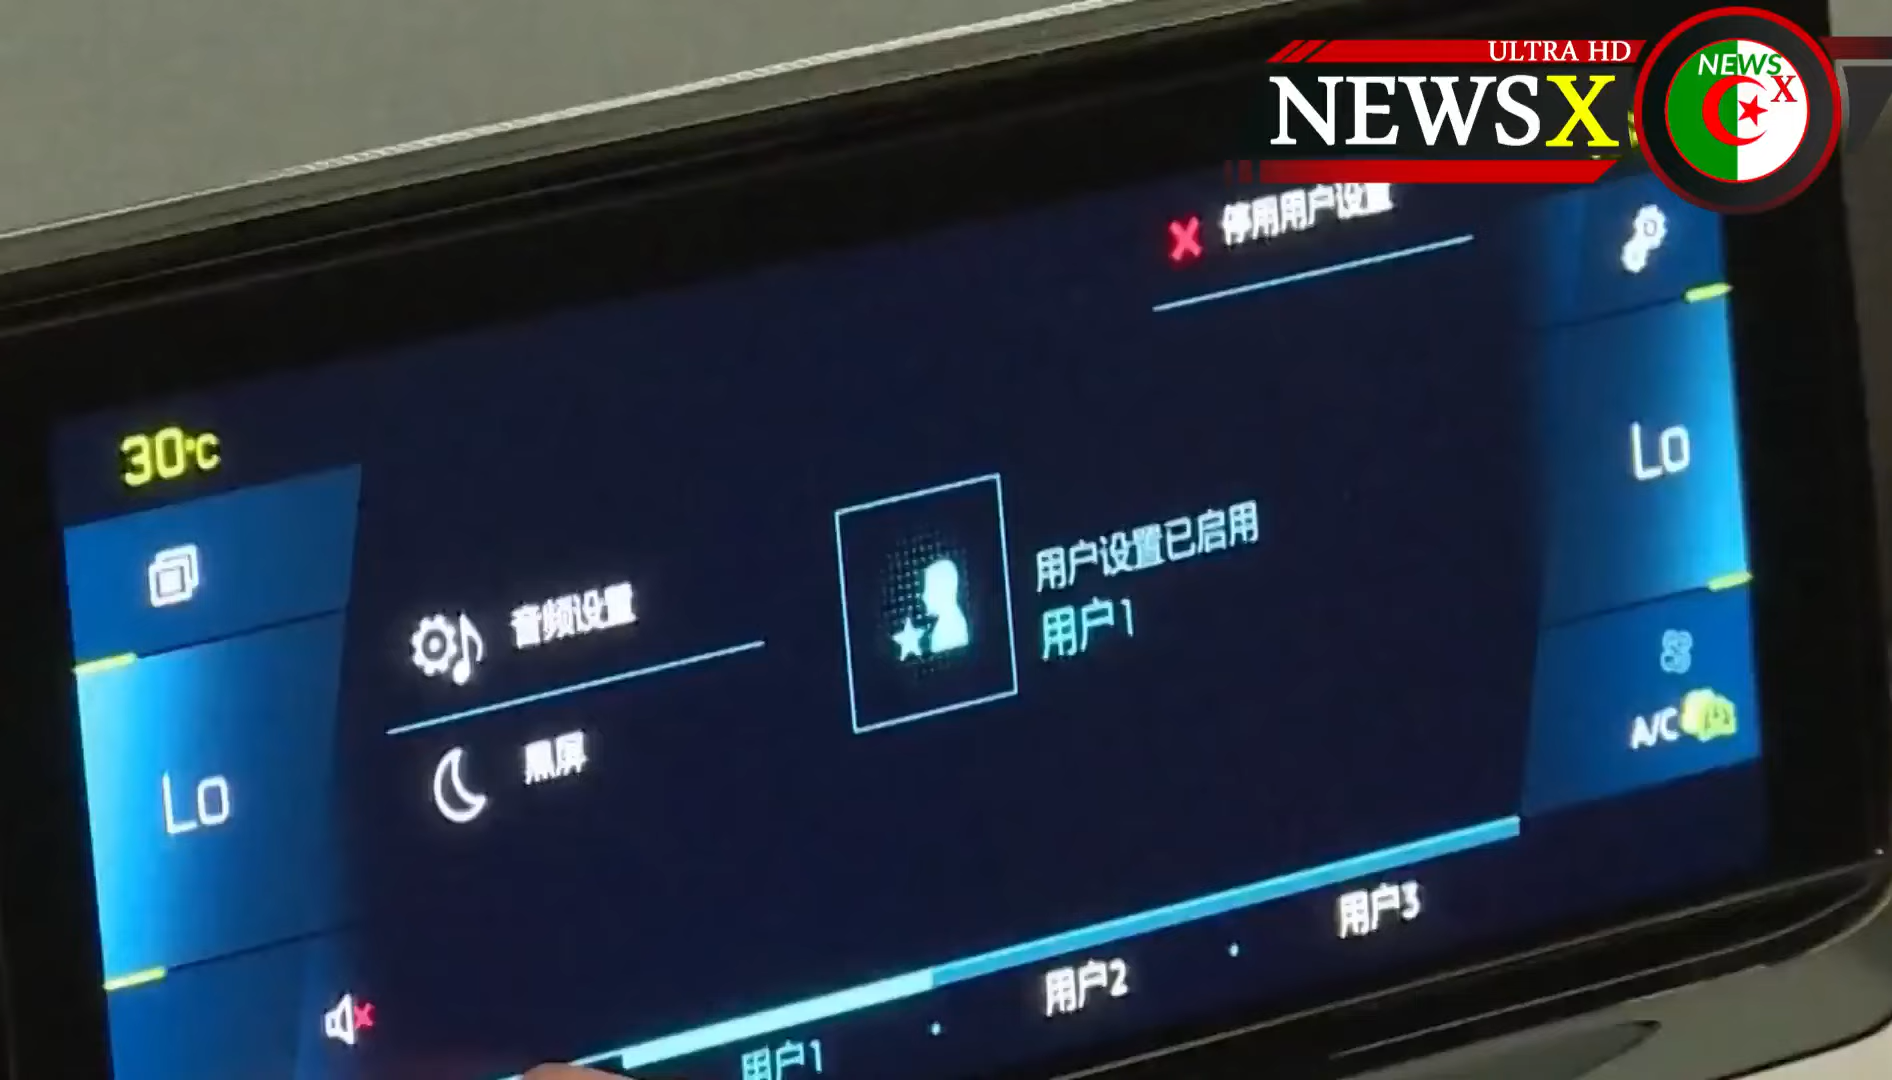 ULTRA HD
NEWSX
NEWS
X
停用用户设置
30°C
Lo
用户设置已启用
用户1
音频设置
黑屏
Lo
A/C
用户3
用户2
用户1